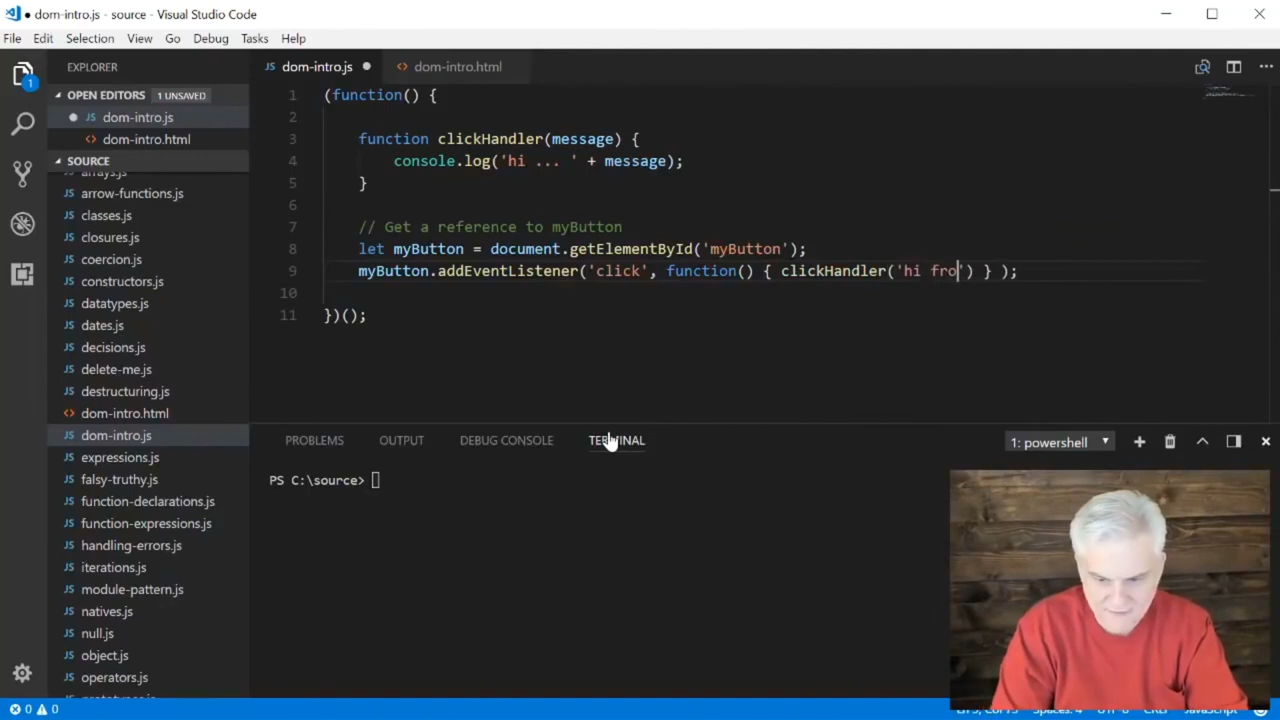 dom-intro.js - source - Visual Studio Code
File Edit Selection View Go Debug Tasks Help
EXPLORER
dom-intro.js
dom-intro.html
OPEN EDITORS 1 UNSAVED
dom-intro.js
dom-intro.html
SOURCE
arrays.js
arrow-functions.js
classes.js
closures.js
coercion.js
constructors.js
datatypes.js
dates.js
decisions.js
delete-me.js
destructuring.js
dom-intro.html
dom-intro.js
expressions.js
falsy-truthy.js
function-declarations.js
function-expressions.js
handling-errors.js
iterations.js
module-pattern.js
natives.js
null.js
object.js
operators.js
1 (function() {
2
3 function clickHandler(message) {
4 console.log('hi ... ' + message);
5 }
6
7 // Get a reference to myButton
8 let myButton = document.getElementById('myButton');
9 myButton.addEventListener('click', function() { clickHandler('hi fro') } );
10
11 })();
PROBLEMS OUTPUT DEBUG CONSOLE TERMINAL 1: powershell
PS C:\source>
0 0